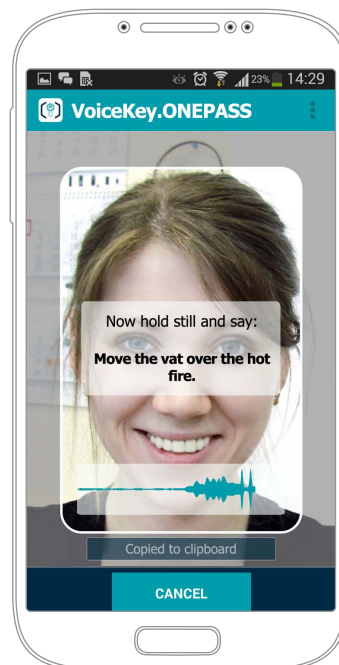 23% 14:29
VoiceKey.ONEPASS
Now hold still and say:
Move the vat over the hot
fire.
Copied to clipboard
CANCEL